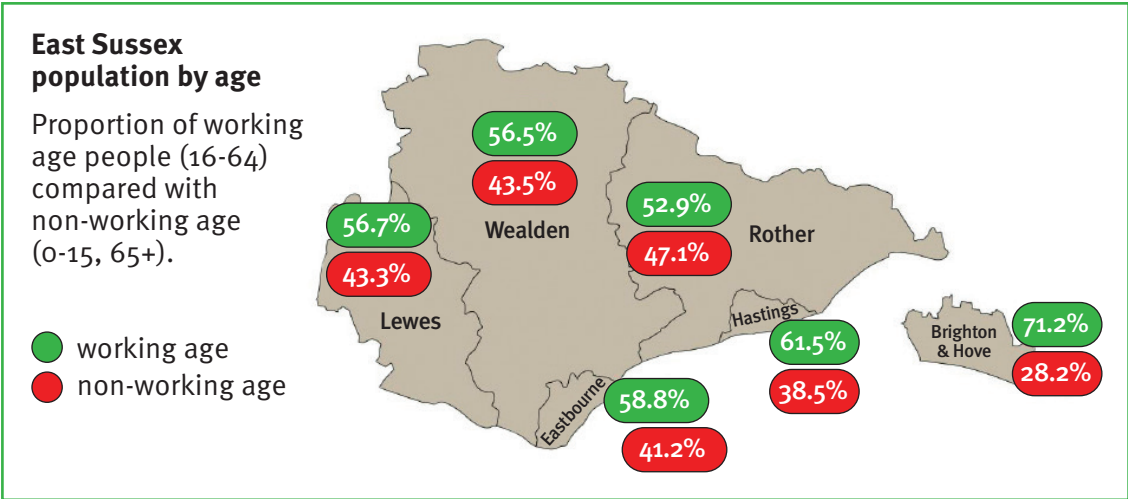 East Sussex
population by age
Proportion of working
age people (16-64)
compared with
non-working age
(0-15, 65+).
working age
non-working age
56.5%
43.5%
Wealden
56.7%
43.3%
Lewes
52.9%
47.1%
Rother
Hastings
61.5%
38.5%
Eastbourne
58.8%
41.2%
Brighton
& Hove
71.2%
28.2%